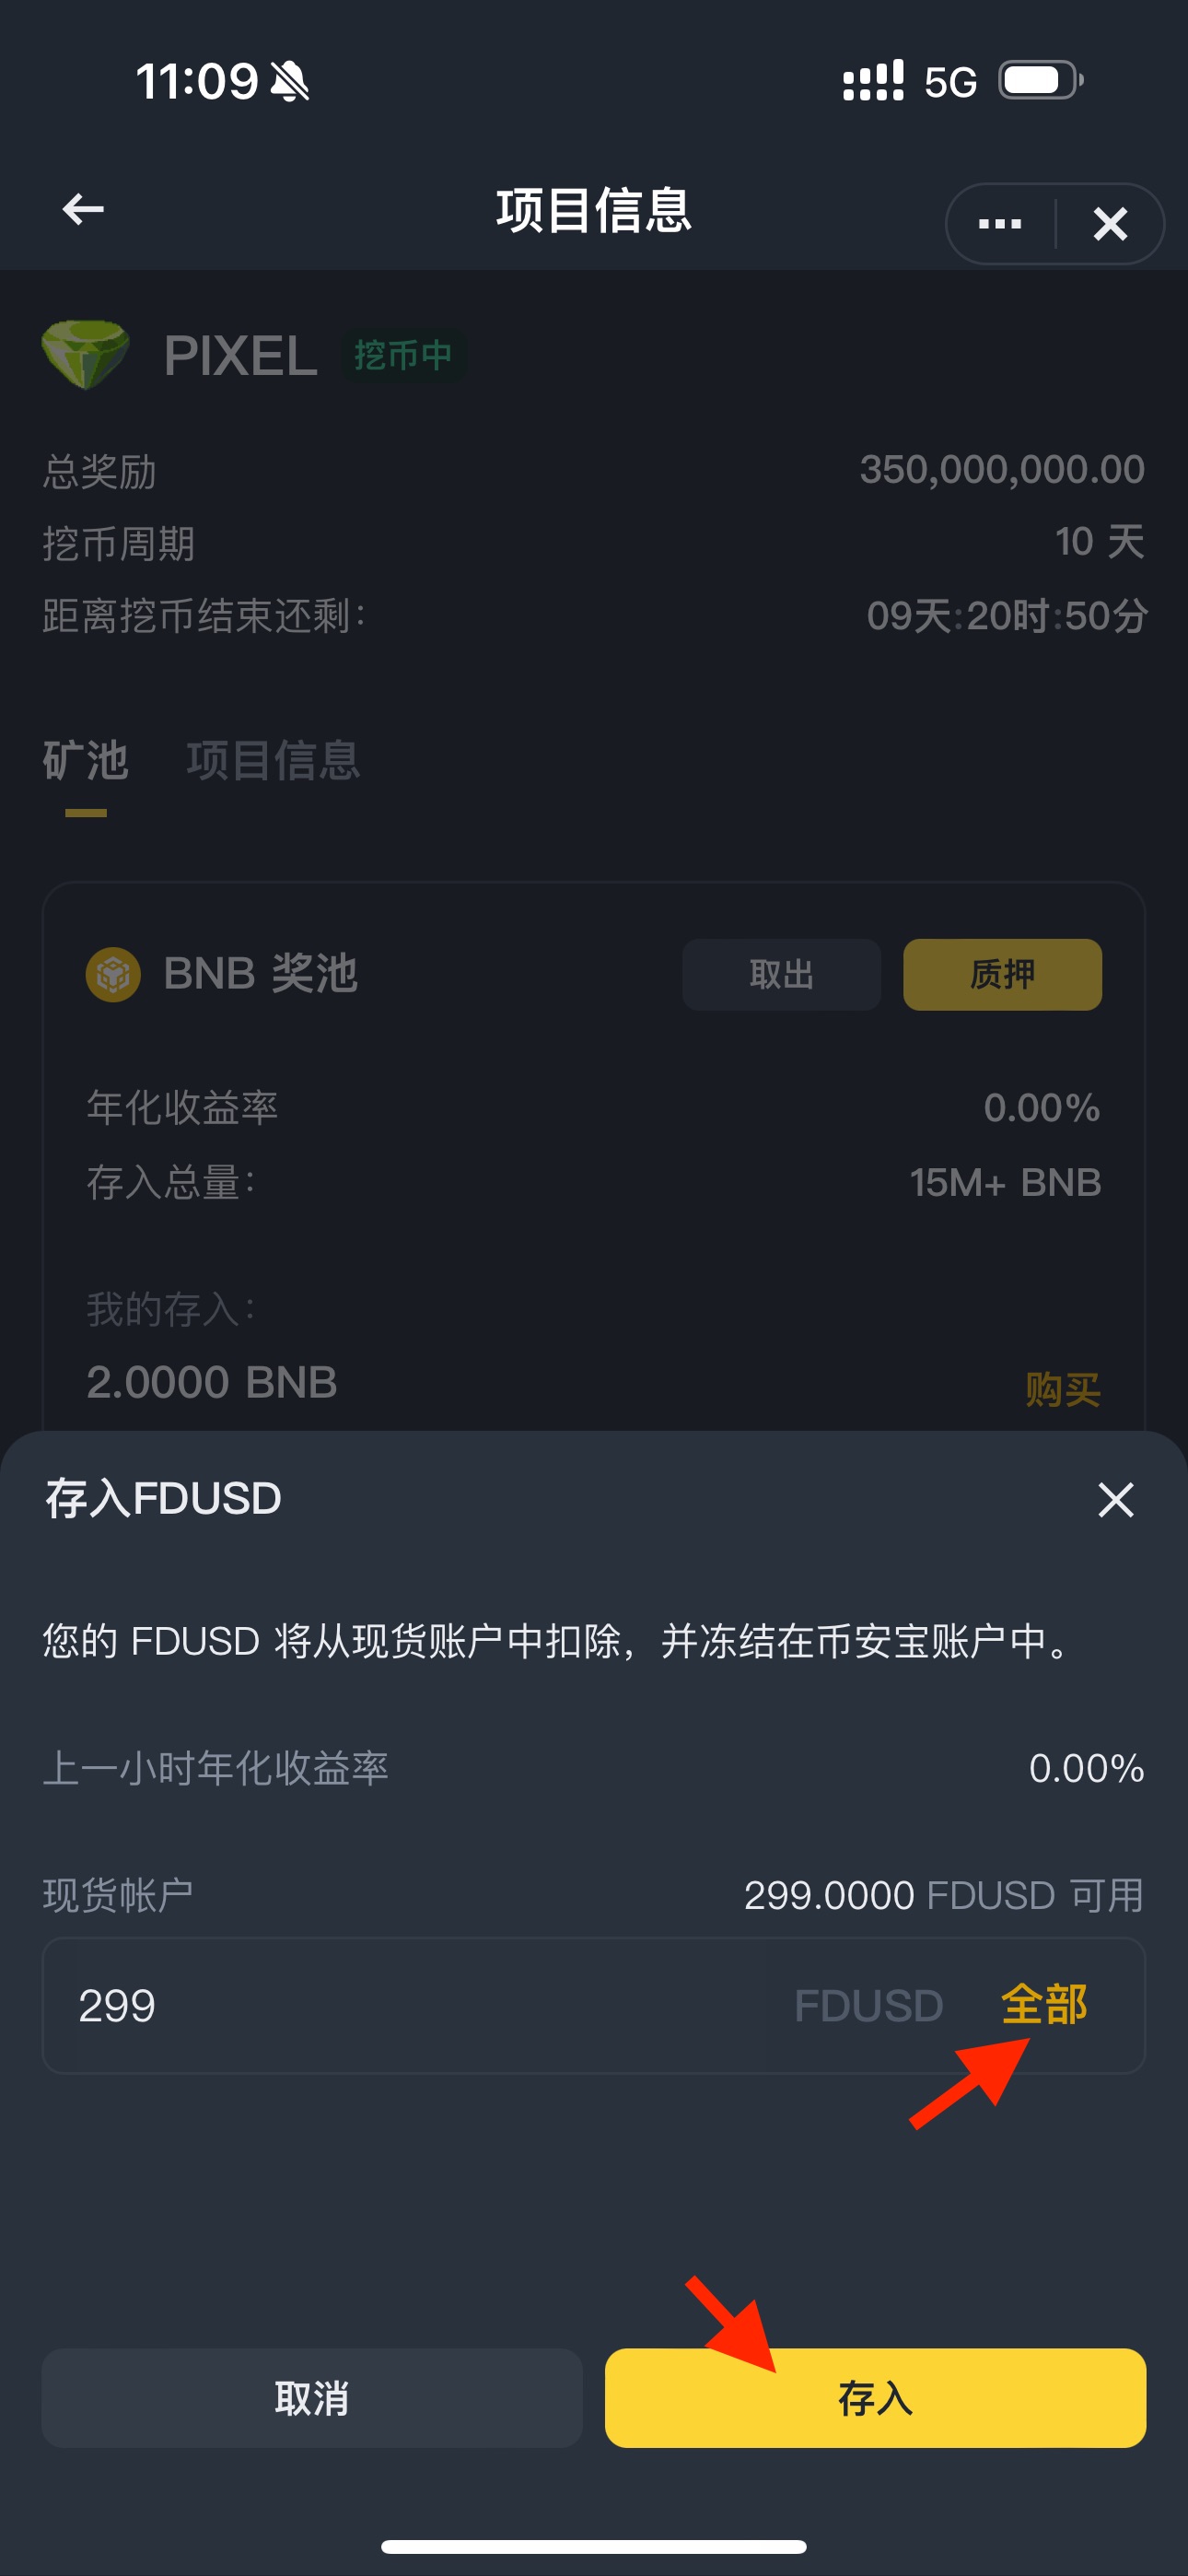 11:09
5G
项目信息
PIXEL 挖币中
总奖励 350,000,000.00
挖币周期 10 天
距离挖币结束还剩: 09天:20时:50分
矿池 项目信息
BNB 奖池 取出 质押
年化收益率 0.00%
存入总量: 15M+ BNB
我的存入:
2.0000 BNB 购买
存入FDUSD
您的 FDUSD 将从现货账户中扣除，并冻结在币安宝账户中。
上一小时年化收益率 0.00%
现货帐户 299.0000 FDUSD 可用
299 FDUSD 全部
取消 存入